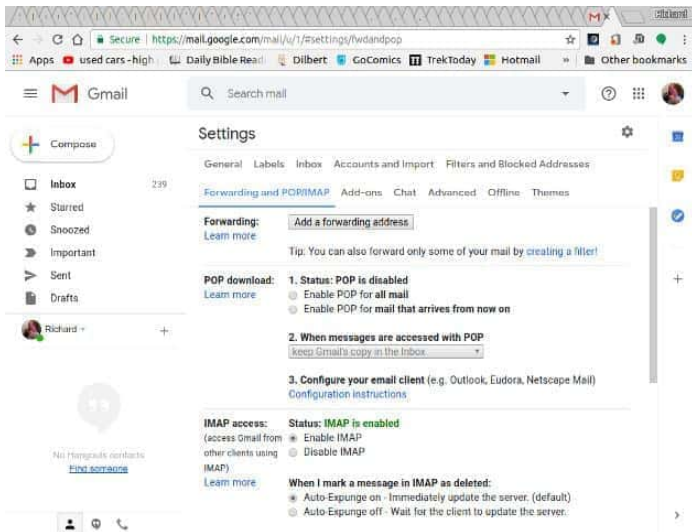 Richard
Secure | https://mail.google.com/mail/u/1/#settings/fwdandpop
Apps used cars -high Daily Bible Read Dilbert GoComics TrekToday Hotmail » Other bookmarks
Gmail
Search mail
Compose
Settings
General Labels Inbox Accounts and Import Filters and Blocked Addresses
Forwarding and POP/IMAP Add-ons Chat Advanced Offline Themes
Inbox 239
Starred
Snoozed
Important
Sent
Drafts
Richard
No Hangouts contacts
Find someone
Forwarding: Add a forwarding address
Learn more
Tip: You can also forward only some of your mail by creating a filter!
POP download: 1. Status: POP is disabled
Learn more Enable POP for all mail
Enable POP for mail that arrives from now on
2. When messages are accessed with POP
keep Gmail's copy in the Inbox
3. Configure your email client (e.g. Outlook, Eudora, Netscape Mail)
Configuration instructions
IMAP access: Status: IMAP is enabled
(access Gmail from Enable IMAP
other clients using Disable IMAP
IMAP)
Learn more When I mark a message in IMAP as deleted:
Auto-Expunge on - Immediately update the server. (default)
Auto-Expunge off - Wait for the client to update the server.